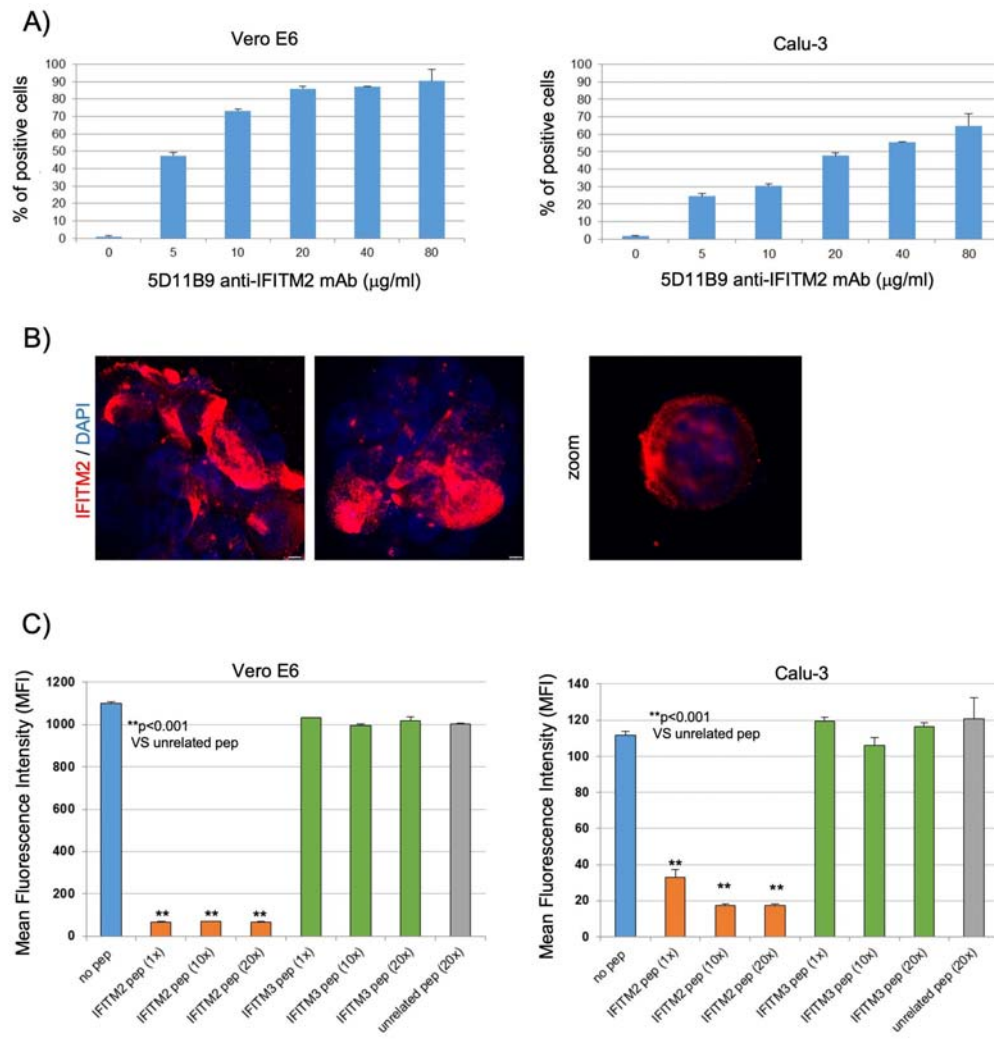 A)
Vero E6
% of positive cells
100
90
80
70
60
50
40
30
20
10
0
0 5 10 20 40 80
5D11B9 anti-IFITM2 mAb (μg/ml)
Calu-3
% of positive cells
100
90
80
70
60
50
40
30
20
10
0
0 5 10 20 40 80
5D11B9 anti-IFITM2 mAb (μg/ml)
B)
IFITM2 / DAPI
zoom
C)
Vero E6
Mean Fluorescence Intensity (MFI)
1200
1000
800
600
400
200
0
**p<0.001
VS unrelated pep
** ** **
no pep
IFITM2 pep (1x)
IFITM2 pep (10x)
IFITM2 pep (20x)
IFITM3 pep (1x)
IFITM3 pep (10x)
IFITM3 pep (20x)
unrelated pep (20x)
Calu-3
Mean Fluorescence Intensity (MFI)
140
120
100
80
60
40
20
0
**p<0.001
VS unrelated pep
** ** **
no pep
IFITM2 pep (1x)
IFITM2 pep (10x)
IFITM2 pep (20x)
IFITM3 pep (1x)
IFITM3 pep (10x)
IFITM3 pep (20x)
unrelated pep (20x)